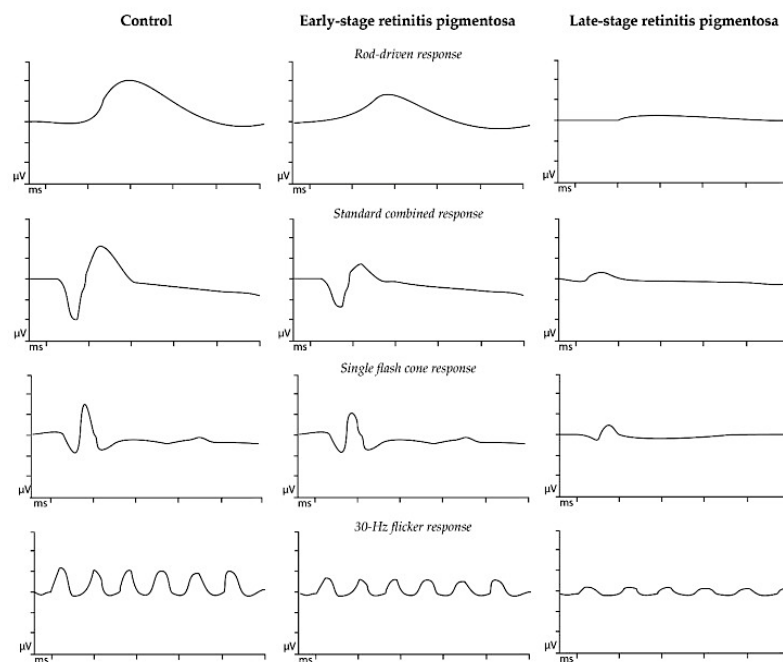 Control Early-stage retinitis pigmentosa Late-stage retinitis pigmentosa
Rod-driven response
µV µV µV
ms ms ms
Standard combined response
µV µV µV
ms ms ms
Single flash cone response
µV µV µV
ms ms ms
30-Hz flicker response
µV µV µV
ms ms ms